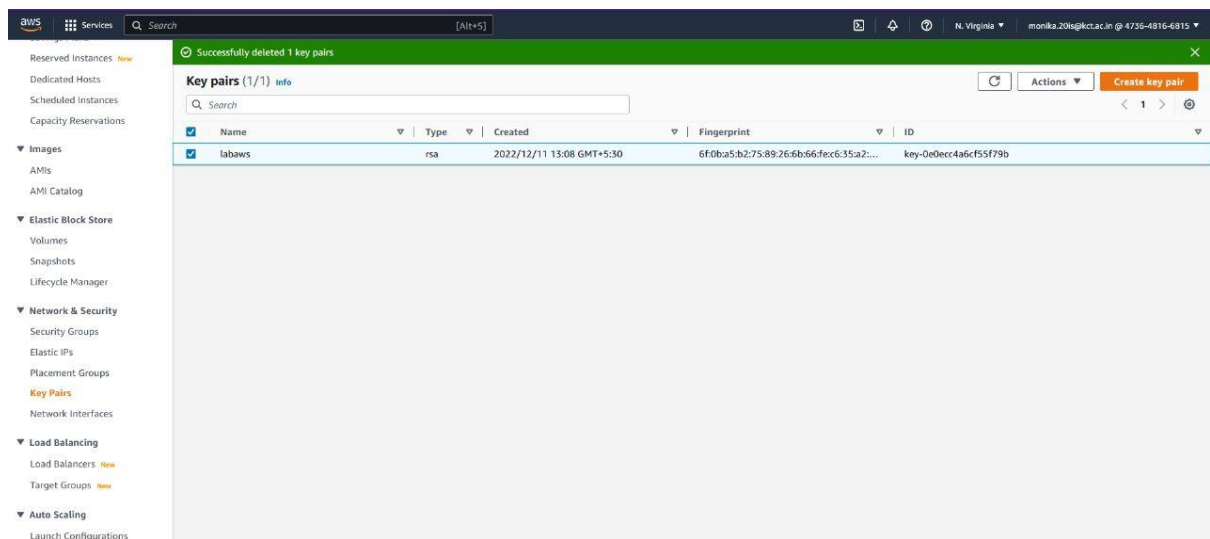 aws Services Search [Alt+S] N. Virginia ▼ monika.20is@kct.ac.in @ 4736-4816-6815 ▼
Reserved Instances New
Dedicated Hosts
Scheduled Instances
Capacity Reservations
▼ Images
AMIs
AMI Catalog
▼ Elastic Block Store
Volumes
Snapshots
Lifecycle Manager
▼ Network & Security
Security Groups
Elastic IPs
Placement Groups
Key Pairs
Network Interfaces
▼ Load Balancing
Load Balancers New
Target Groups New
▼ Auto Scaling
Launch Configurations
Successfully deleted 1 key pairs
Key pairs (1/1) Info Actions ▼ Create key pair
Search < 1 >
Name Type Created Fingerprint ID
labaws rsa 2022/12/11 13:08 GMT+5:30 6f:0b:a5:b2:75:89:26:6b:66:fe:c6:35:a2:... key-0e0ecc4a6cf55f79b